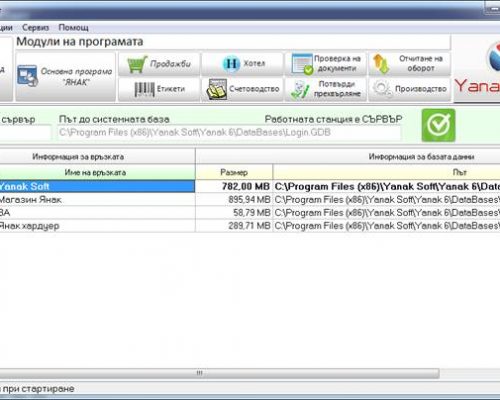 ции Сервиз Помощ
Модули на програмата
Основна програма "ЯНАК"
Продажби
Хотел
Проверка на документи
Отчитане на оборот
Етикети
Счетоводство
Потвърди прехвърляне
Производство
Yanak
сървър
Път до системната база
Работната станция е СЪРВЪР
C:\Program Files (x86)\Yanak Soft\Yanak 6\DataBases\Login.GDB
Информация за връзката Информация за базата данни
Име на връзката Размер Път
Yanak Soft 782,00 MB C:\Program Files (x86)\Yanak Soft\Yanak 6\Dat
Магазин Янак 895,94 MB C:\Program Files (x86)\Yanak Soft\Yanak 6\DataBases\
ВА 58,79 MB C:\Program Files (x86)\Yanak Soft\Yanak 6\DataBases\
Янак хардуер 289,71 MB C:\Program Files (x86)\Yanak Soft\Yanak 6\DataBases\
при стартиране